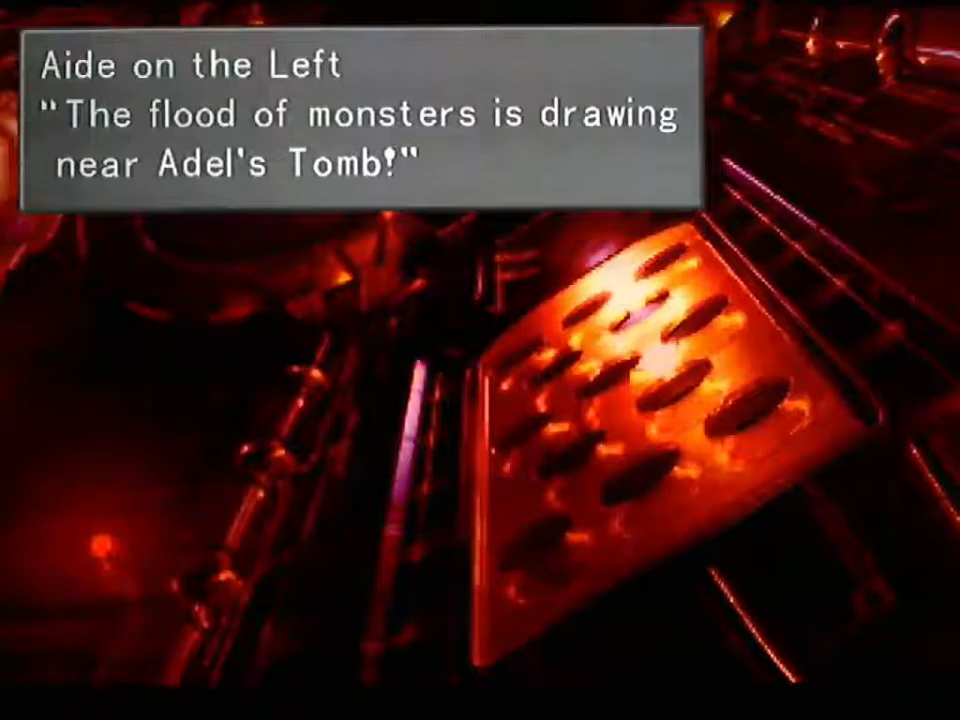 Aide on the Left
"The flood of monsters is drawing
near Adel's Tomb!"